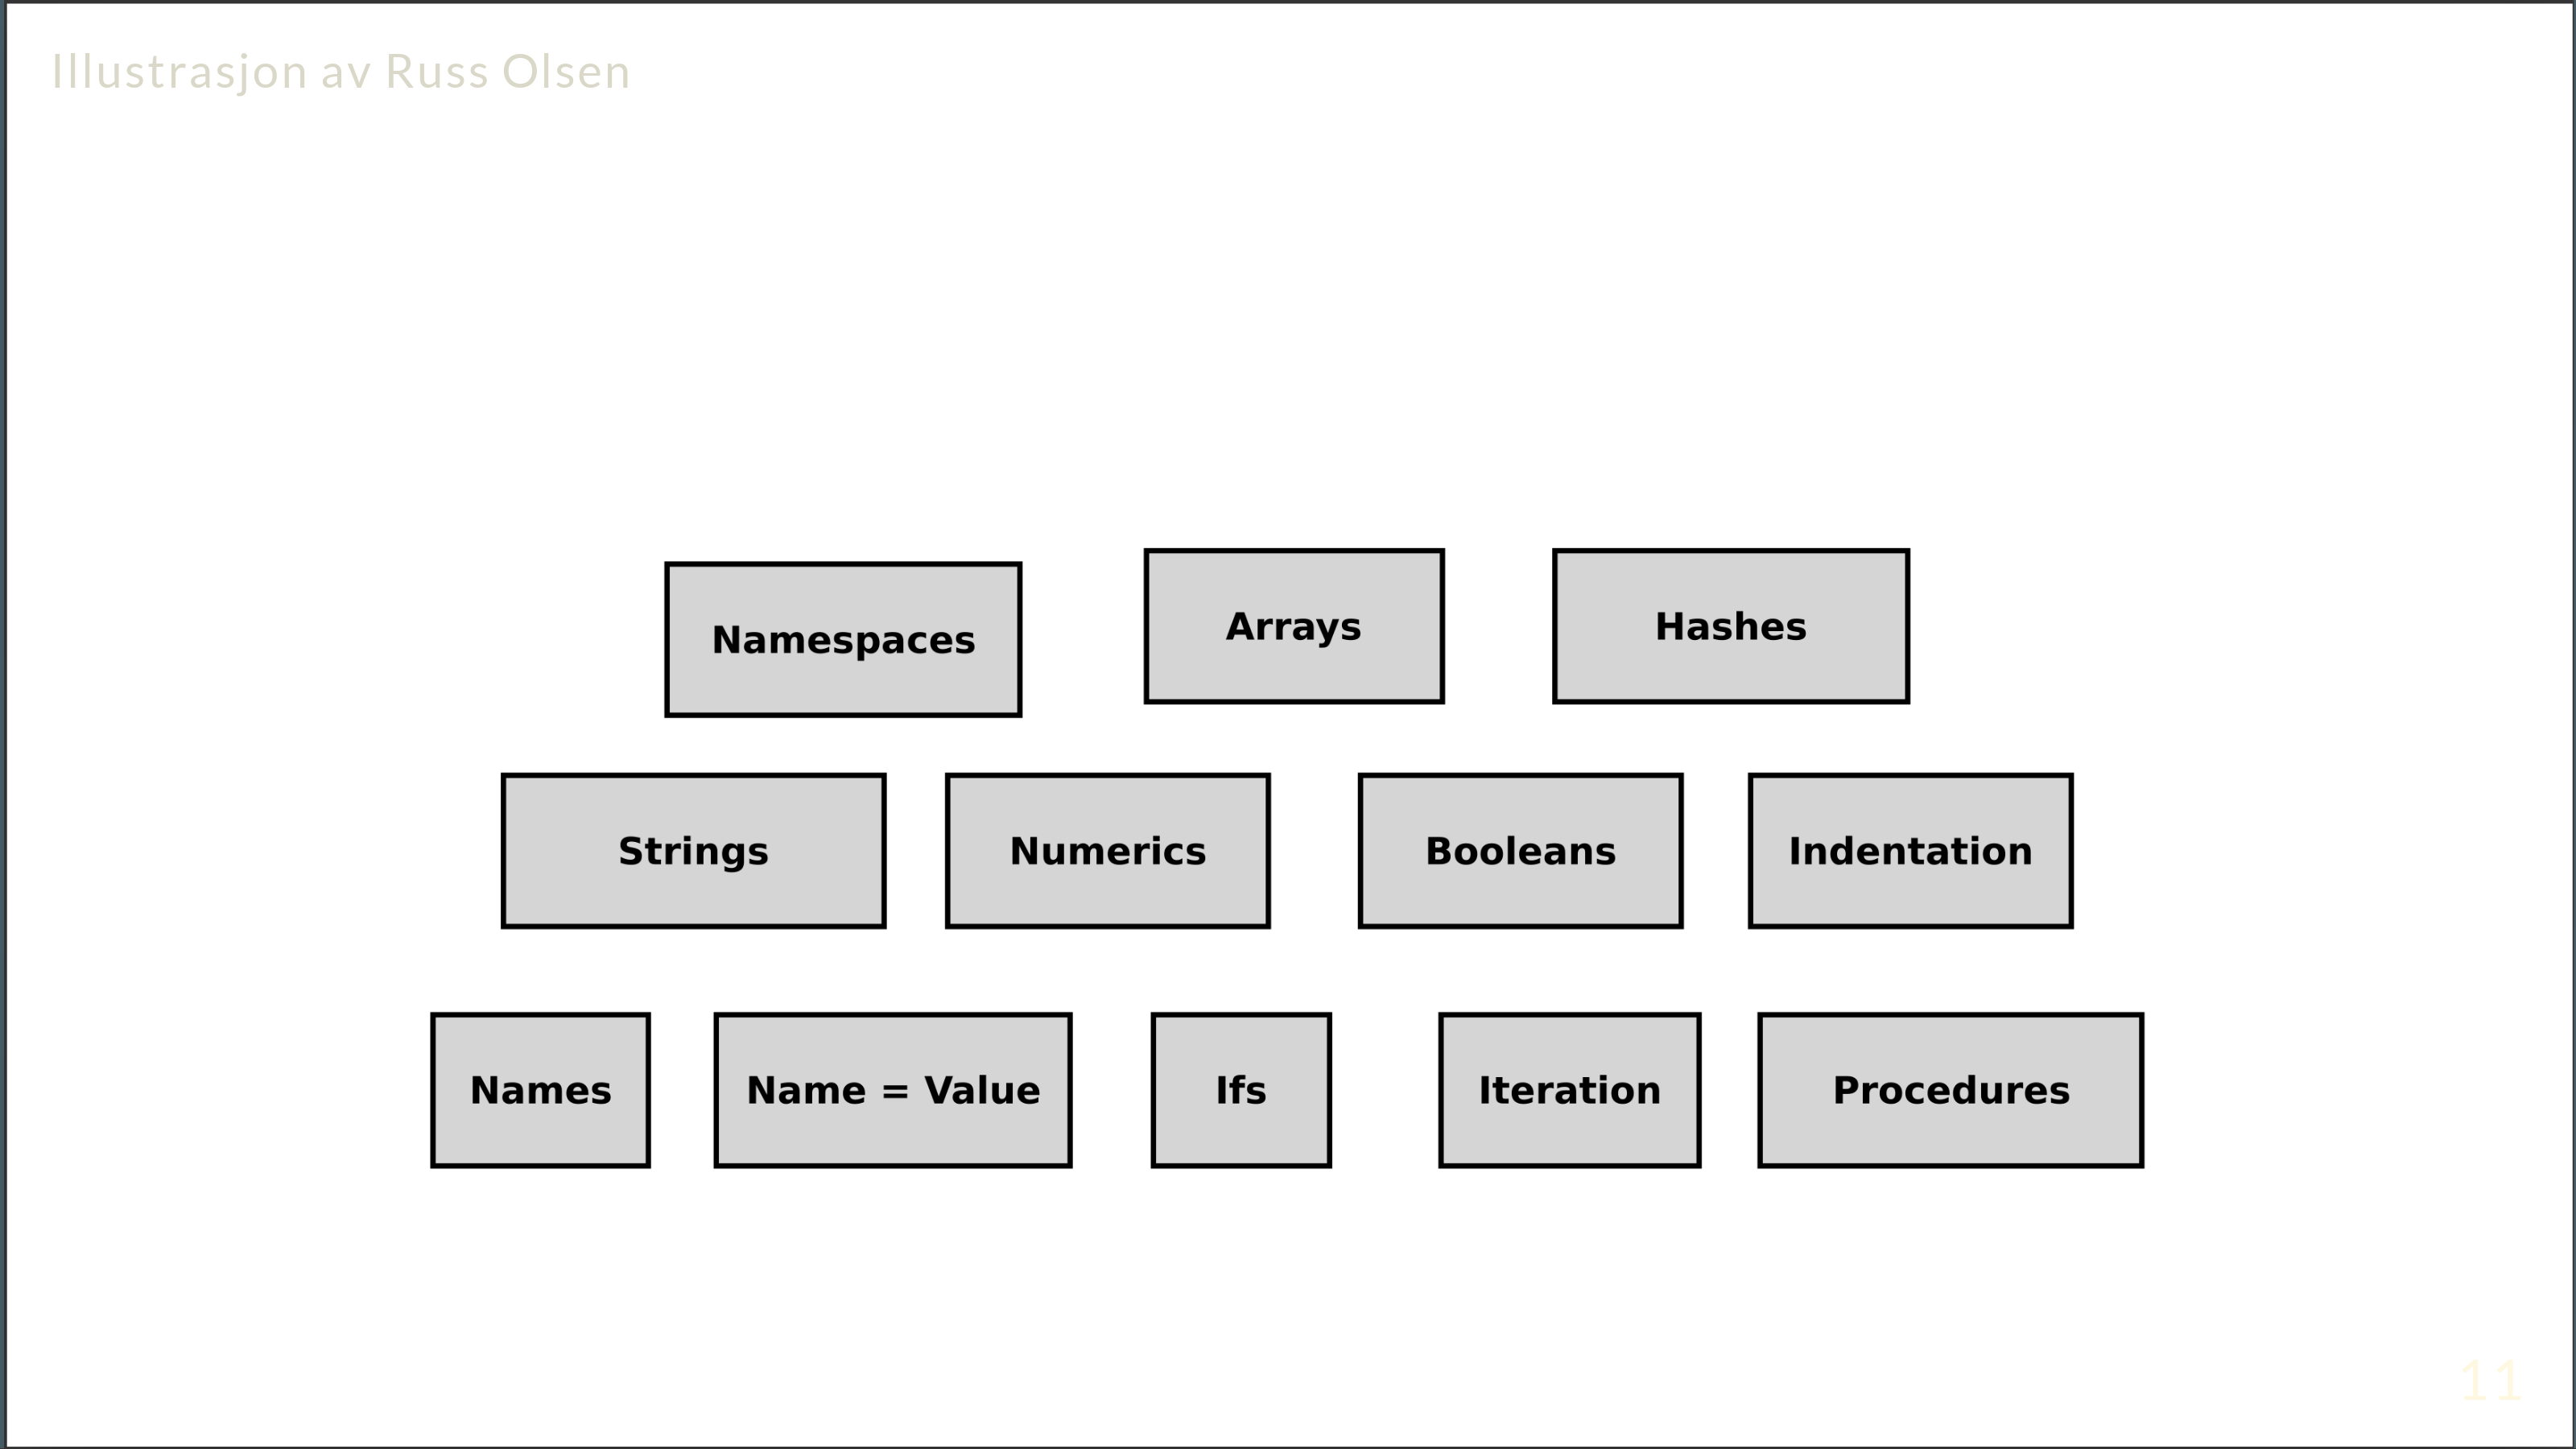 Illustrasjon av Russ Olsen
Namespaces
Arrays
Hashes
Strings
Numerics
Booleans
Indentation
Names
Name = Value
Ifs
Iteration
Procedures
11